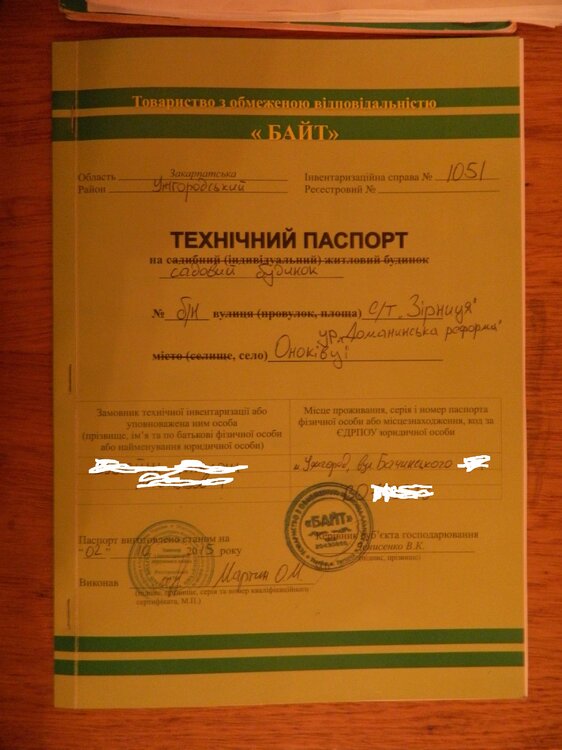 Товариство з обмеженою відповідальністю
« БАЙТ»
Область Закарпатська
Район Ужгородський
Інвентаризаційна справа № 1051
Реєстровий №
ТЕХНІЧНИЙ ПАСПОРТ
на садибний (індивідуальний) житловий будинок
садовий будинок
№ б/н вулиця (провулок, площа) с/т "Зірниця"
ур. "Доманинська реформа"
місто (селище, село) Оноківці
Замовник технічної інвентаризації або
уповноважена ним особа
(прізвище, ім’я та по батькові фізичної особи
або найменування юридичної особи)
Місце проживання, серія і номер паспорта
фізичної особи або місцезнаходження, код за
ЄДРПОУ юридичної особи
м. Ужгород, вул. Бачинського
ВО
Паспорт виготовлено станом на
"02" 10 2015 року
Керівник суб’єкта господарювання
(підпис, прізвище)
Виконав Марчин О.М.
(підпис, прізвище, серія та номер кваліфікаційного
сертифіката, М.П.)
«БАЙТ»